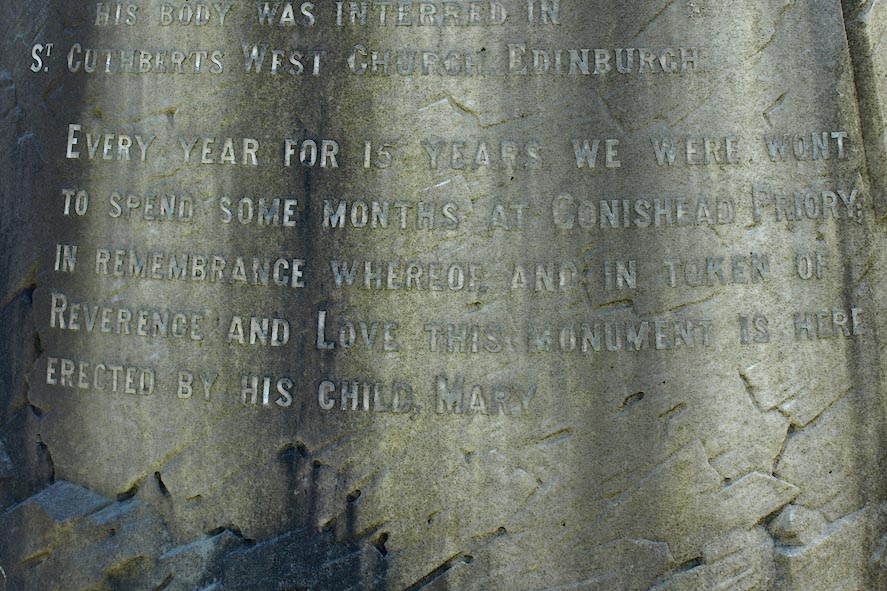 HIS BODY WAS INTERRED IN
ST. CUTHBERTS WEST CHURCH EDINBURGH
EVERY YEAR FOR 15 YEARS WE WERE WONT
TO SPEND SOME MONTHS AT CONISHEAD PRIORY,
IN REMEMBRANCE WHEREOF, AND IN TOKEN OF
REVERENCE AND LOVE THIS MONUMENT IS HERE
ERECTED BY HIS CHILD, MARY